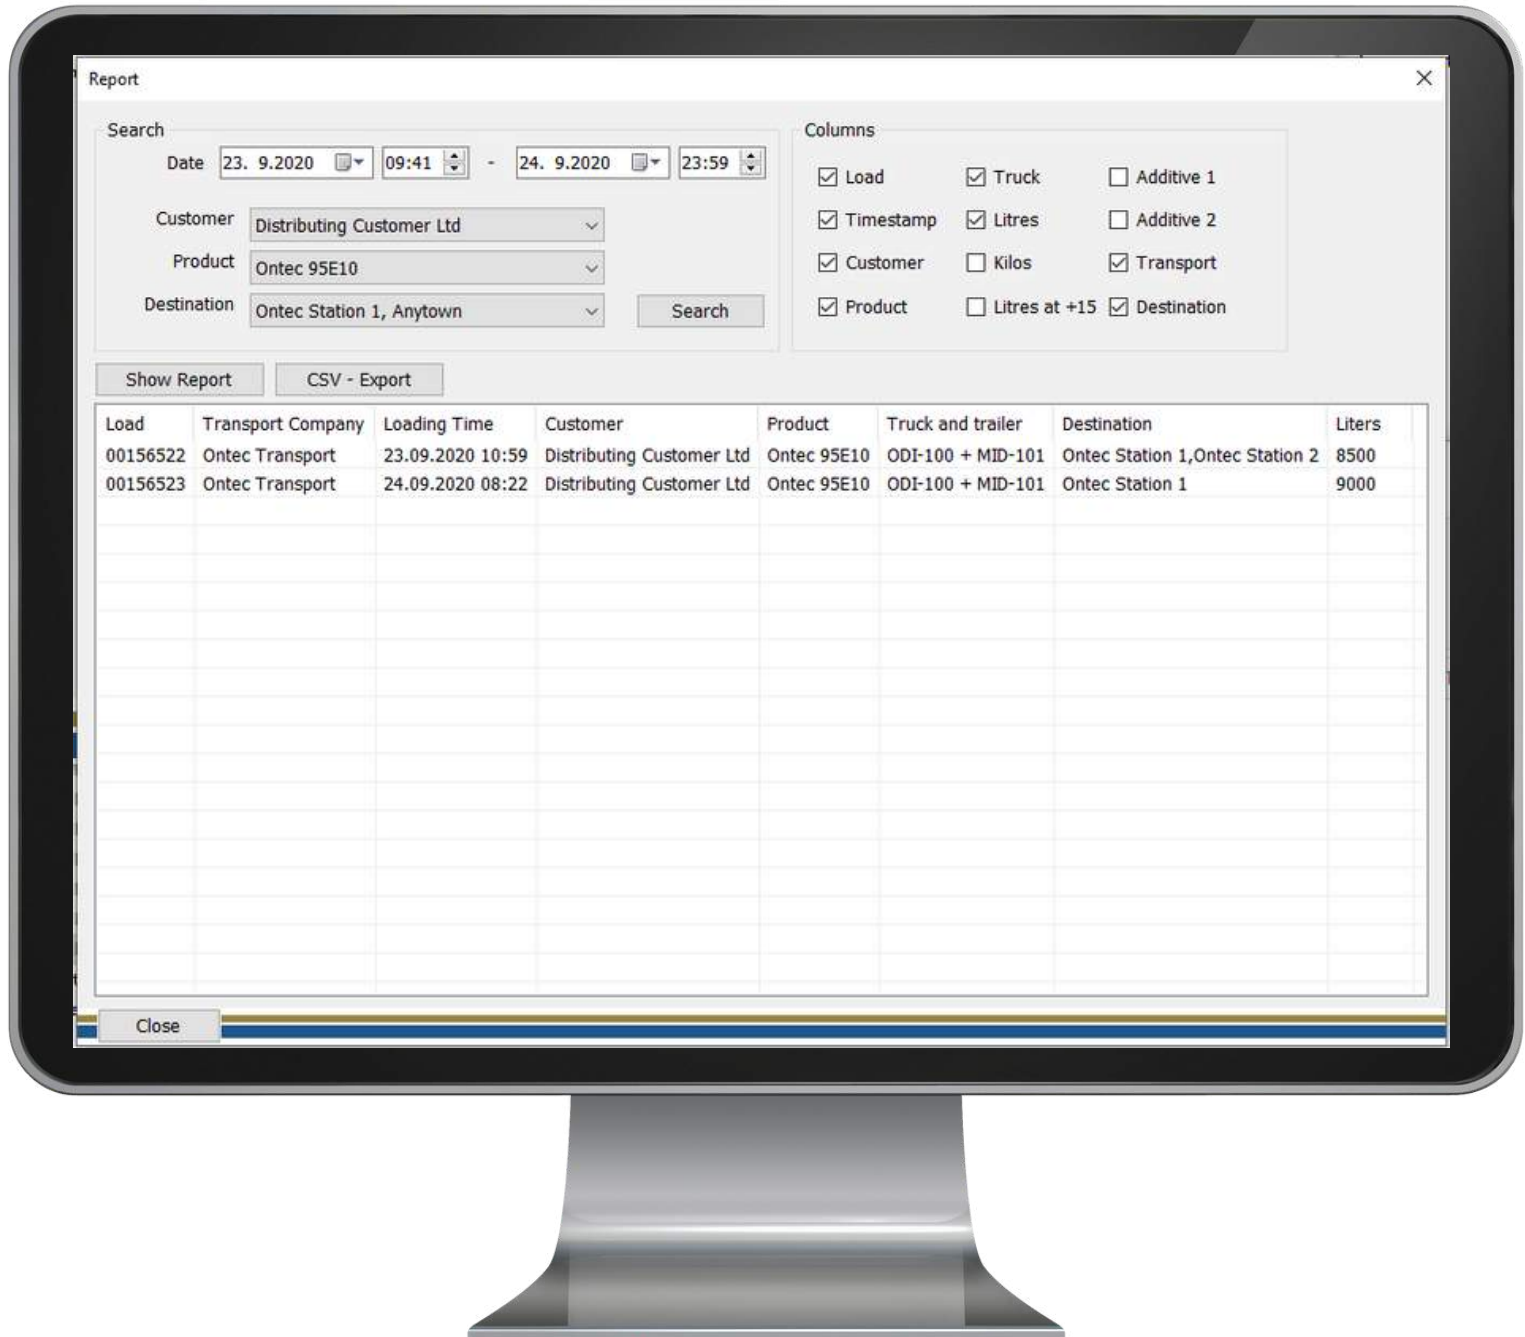 Report
Search
Date 23. 9.2020 09:41 - 24. 9.2020 23:59
Customer Distributing Customer Ltd
Product Ontec 95E10
Destination Ontec Station 1, Anytown Search
Columns
Load Truck Additive 1
Timestamp Litres Additive 2
Customer Kilos Transport
Product Litres at +15 Destination
Show Report CSV - Export
Load Transport Company Loading Time Customer Product Truck and trailer Destination Liters
00156522 Ontec Transport 23.09.2020 10:59 Distributing Customer Ltd Ontec 95E10 ODI-100 + MID-101 Ontec Station 1,Ontec Station 2 8500
00156523 Ontec Transport 24.09.2020 08:22 Distributing Customer Ltd Ontec 95E10 ODI-100 + MID-101 Ontec Station 1 9000
Close